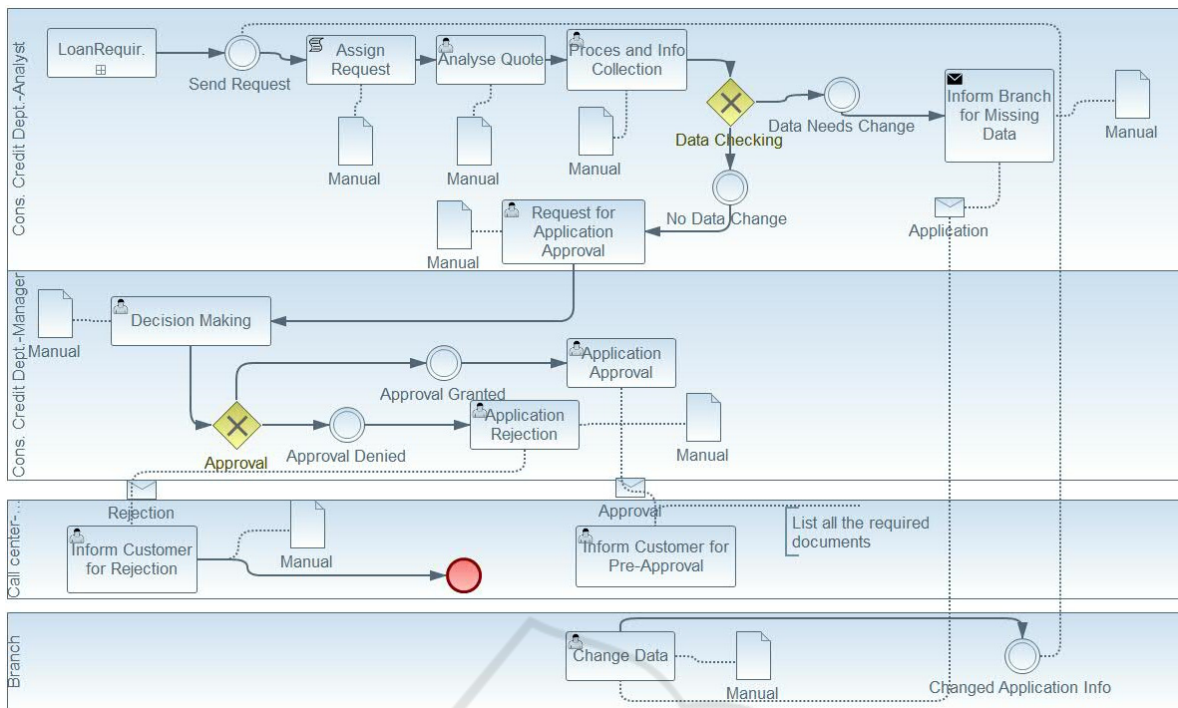 Cons. Credit Dept.-Analyst
LoanRequir.
Send Request
Assign
Request
Analyse Quote
Proces and Info
Collection
Data Checking
Data Needs Change
Inform Branch
for Missing
Data
Manual
Manual
Manual
Manual
No Data Change
Request for
Application
Approval
Manual
Application
Cons. Credit Dept.-Manager
Decision Making
Manual
Approval Granted
Application
Approval
Approval
Approval Denied
Application
Rejection
Manual
Call center-...
Rejection
Inform Customer
for Rejection
Manual
Approval
Inform Customer for
Pre-Approval
List all the required
documents
Branch
Change Data
Manual
Changed Application Info